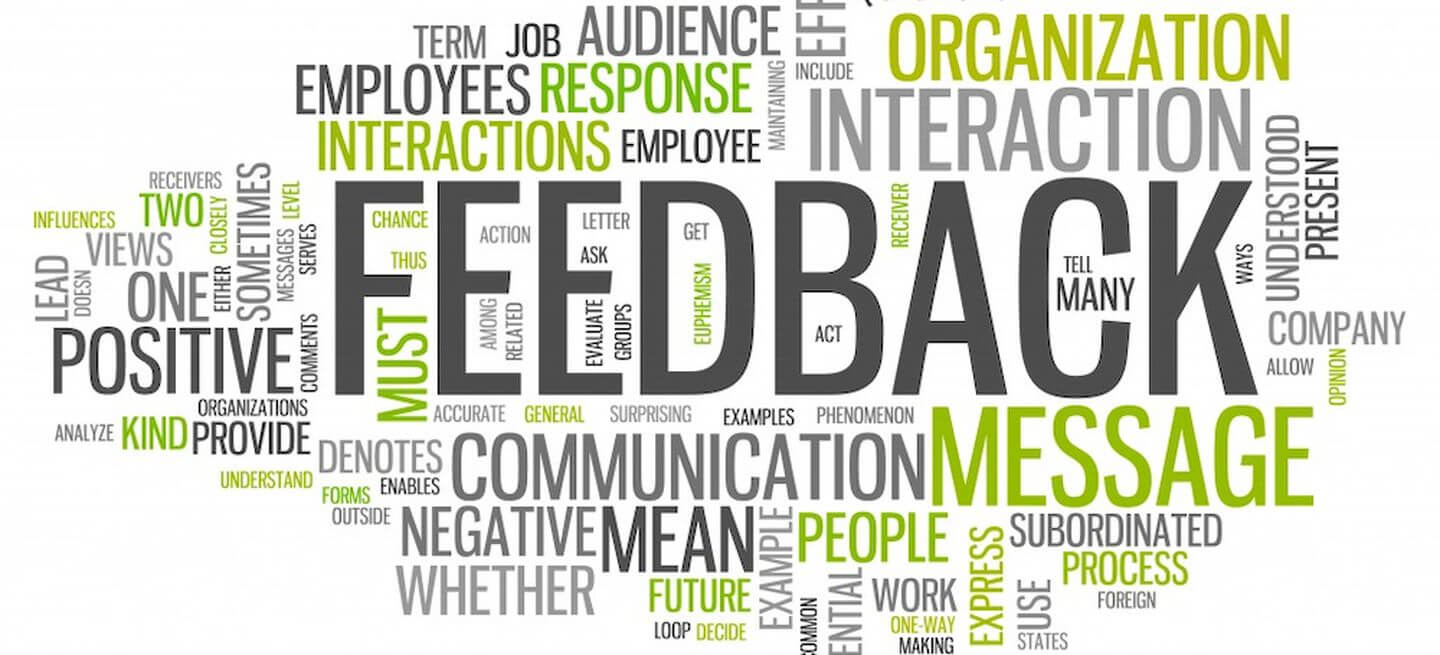 TERM JOB AUDIENCE
INCLUDE
ORGANIZATION
EMPLOYEES RESPONSE
MAINTAINING
INTERACTION
INTERACTIONS EMPLOYEE
UNDERSTOOD
PRESENT
RECEIVERS
INFLUENCES
TWO
CLOSELY
SOMETIMES
LEVEL
VIEWS
MESSAGES
SERVES
LEAD
DOESN
ONE
EITHER
POSITIVE
COMMENTS
FEEDBACK
CHANCE
THUS
MUST
ACTION
AMONG
RELATED
LETTER
ASK
EVALUATE
GROUPS
GET
EUPHEMISM
ACT
RECEIVER
TELL
MANY
WAYS
COMPANY
ALLOW
OPINION
ORGANIZATIONS
ANALYZE KIND PROVIDE
UNDERSTAND
ACCURATE GENERAL SURPRISING EXAMPLES PHENOMENON
DENOTES
COMMUNICATION
MESSAGE
FORMS ENABLES
OUTSIDE
NEGATIVE MEAN
EXAMPLE
PEOPLE
EXPRESS
SUBORDINATED
PROCESS
WHETHER
FUTURE
WORK
USE
FOREIGN
LOOP DECIDE
ONE-WAY
MAKING
STATES